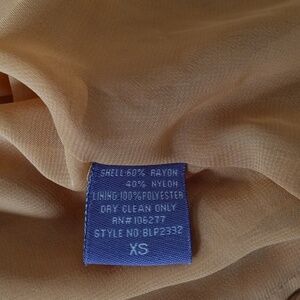 SHELL:60% RAYON
40% NYLON
LINING:100%POLYESTER
DRY CLEAN ONLY
RN#106277
STYLE NO:BLP2332
XS